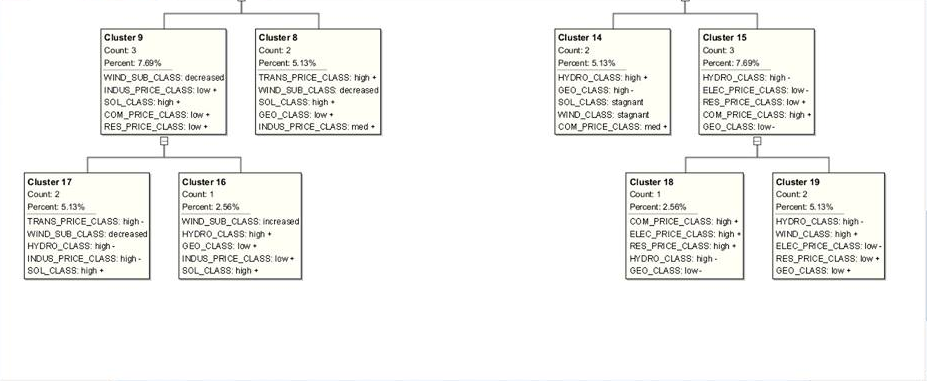 Cluster 9
Count: 3
Percent: 7.69%
WIND_SUB_CLASS: decreased
INDUS_PRICE_CLASS: low +
SOL_CLASS: high +
COM_PRICE_CLASS: low +
RES_PRICE_CLASS: low +
Cluster 8
Count: 2
Percent: 5.13%
TRANS_PRICE_CLASS: high +
WIND_SUB_CLASS: decreased
SOL_CLASS: high +
GEO_CLASS: low +
INDUS_PRICE_CLASS: med +
Cluster 14
Count: 2
Percent: 5.13%
HYDRO_CLASS: high +
GEO_CLASS: high -
SOL_CLASS: stagnant
WIND_CLASS: stagnant
COM_PRICE_CLASS: med +
Cluster 15
Count: 3
Percent: 7.69%
HYDRO_CLASS: high -
ELEC_PRICE_CLASS: low -
RES_PRICE_CLASS: low +
COM_PRICE_CLASS: high +
GEO_CLASS: low-
Cluster 17
Count: 2
Percent: 5.13%
TRANS_PRICE_CLASS: high -
WIND_SUB_CLASS: decreased
HYDRO_CLASS: high -
INDUS_PRICE_CLASS: high -
SOL_CLASS: high +
Cluster 16
Count: 1
Percent: 2.56%
WIND_SUB_CLASS: increased
HYDRO_CLASS: high +
GEO_CLASS: low +
INDUS_PRICE_CLASS: low +
SOL_CLASS: high +
Cluster 18
Count: 1
Percent: 2.56%
COM_PRICE_CLASS: high +
ELEC_PRICE_CLASS: high +
RES_PRICE_CLASS: high +
HYDRO_CLASS: high -
GEO_CLASS: low-
Cluster 19
Count: 2
Percent: 5.13%
HYDRO_CLASS: high -
WIND_CLASS: high +
ELEC_PRICE_CLASS: low -
RES_PRICE_CLASS: low +
GEO_CLASS: low +